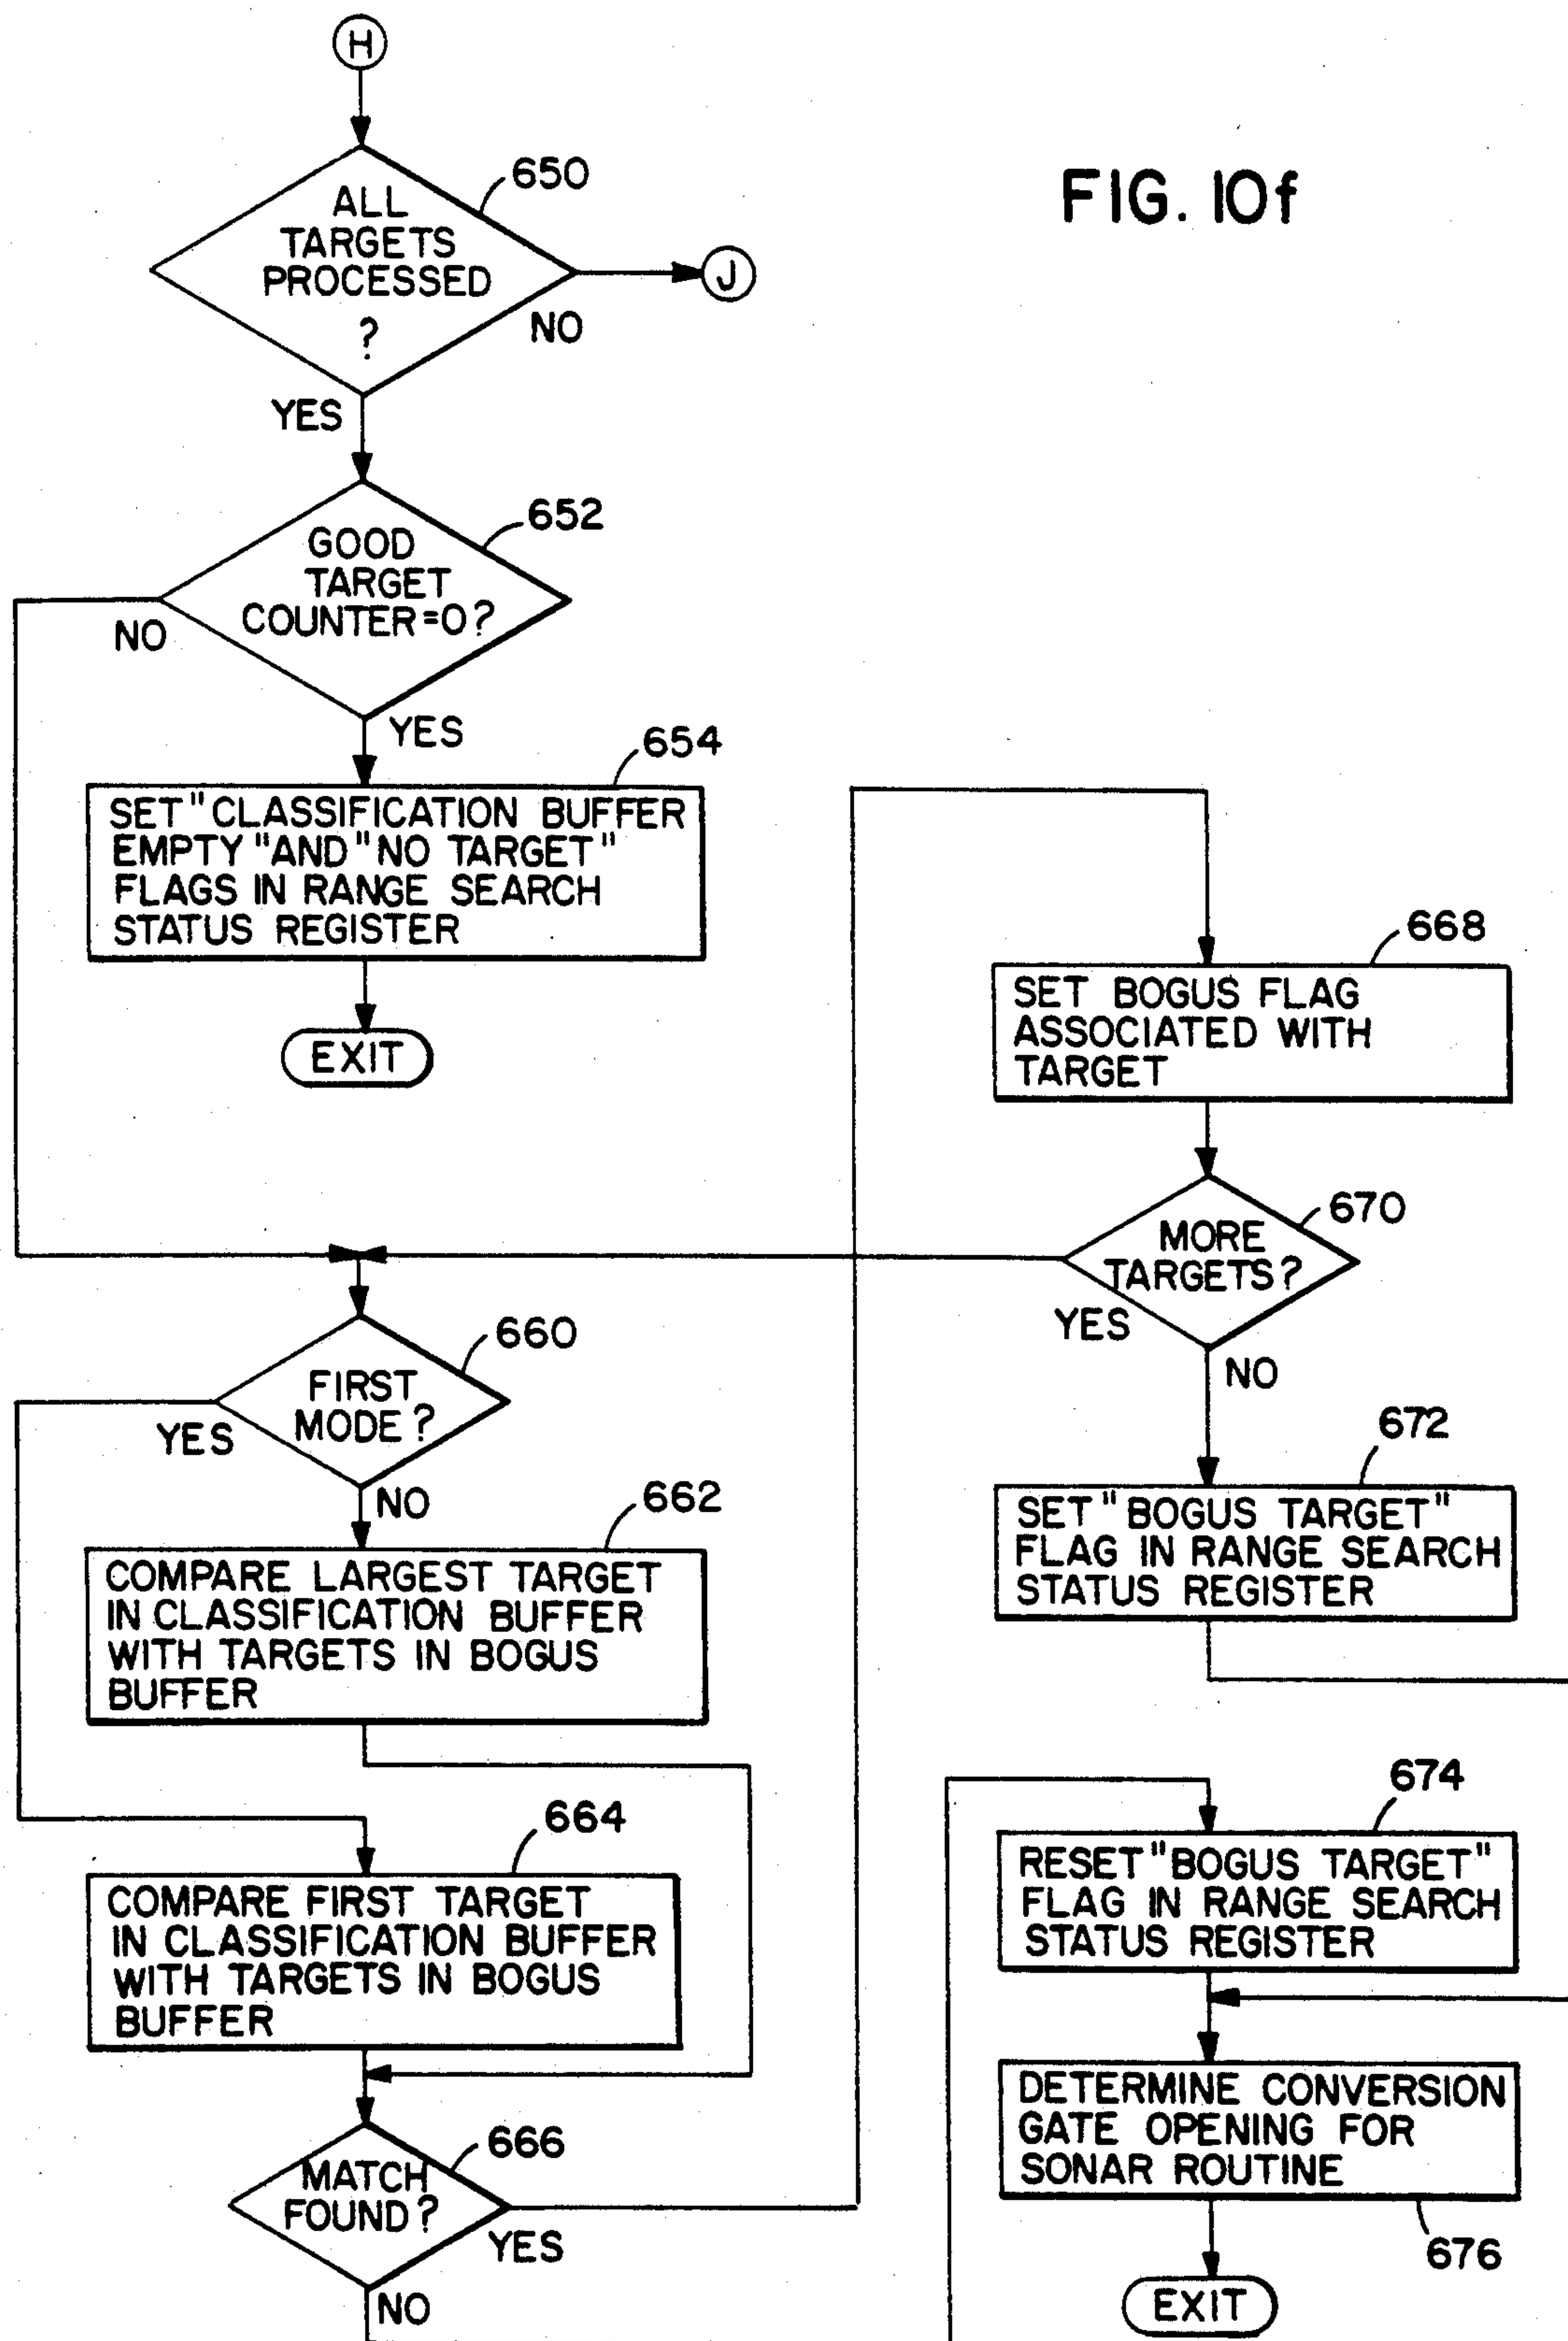 H
650
ALL
TARGETS
PROCESSED
?
J
NO
YES
FIG. 10f
652
GOOD
TARGET
COUNTER=0?
NO
YES
654
SET "CLASSIFICATION BUFFER
EMPTY" AND "NO TARGET"
FLAGS IN RANGE SEARCH
STATUS REGISTER
EXIT
660
FIRST
MODE?
YES
NO
662
COMPARE LARGEST TARGET
IN CLASSIFICATION BUFFER
WITH TARGETS IN BOGUS
BUFFER
664
COMPARE FIRST TARGET
IN CLASSIFICATION BUFFER
WITH TARGETS IN BOGUS
BUFFER
666
MATCH
FOUND?
YES
NO
668
SET BOGUS FLAG
ASSOCIATED WITH
TARGET
670
MORE
TARGETS?
YES
NO
672
SET "BOGUS TARGET"
FLAG IN RANGE SEARCH
STATUS REGISTER
674
RESET "BOGUS TARGET"
FLAG IN RANGE SEARCH
STATUS REGISTER
DETERMINE CONVERSION
GATE OPENING FOR
SONAR ROUTINE
676
EXIT